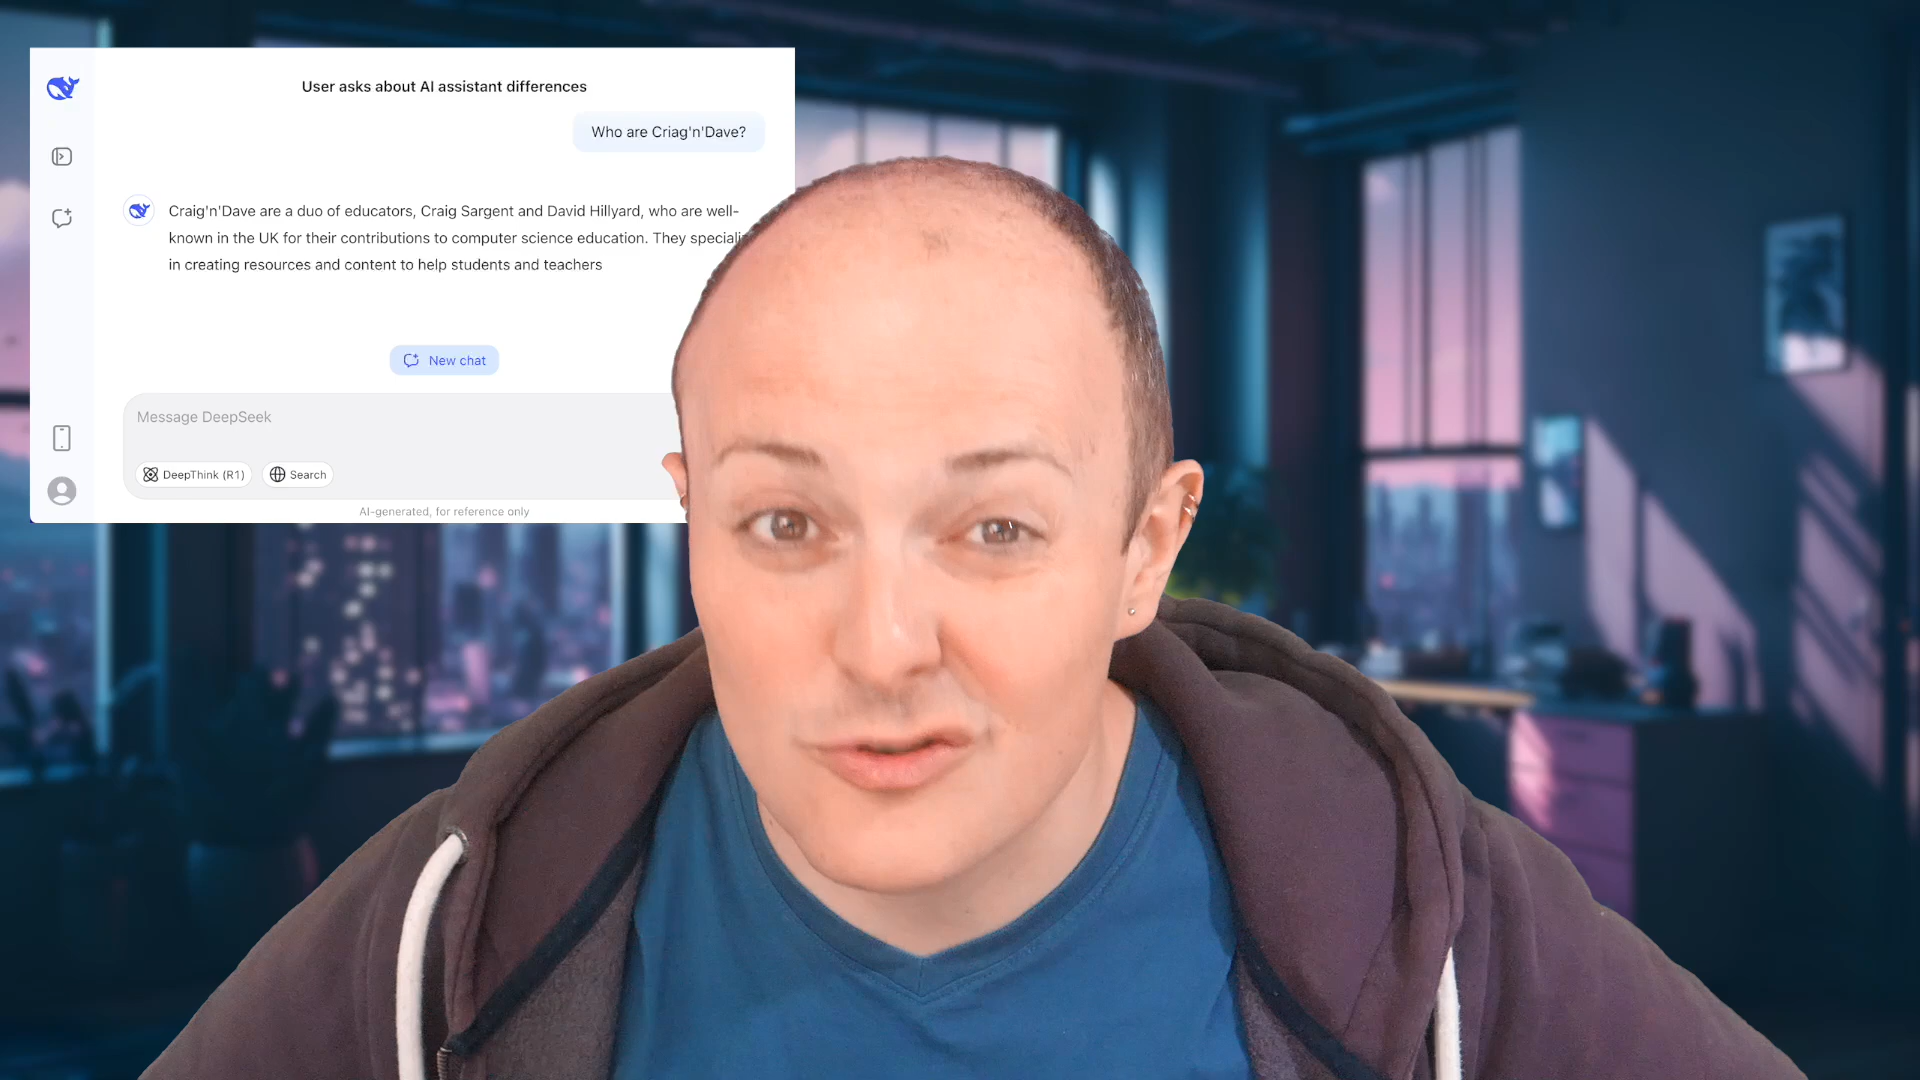 User asks about AI assistant differences
Who are Criag'n'Dave?
Craig'n'Dave are a duo of educators, Craig Sargent and David Hillyard, who are well-
known in the UK for their contributions to computer science education. They
in creating resources and content to help students and teachers
New chat
Message DeepSeek
DeepThink (R1) Search
AI-generated, for reference only